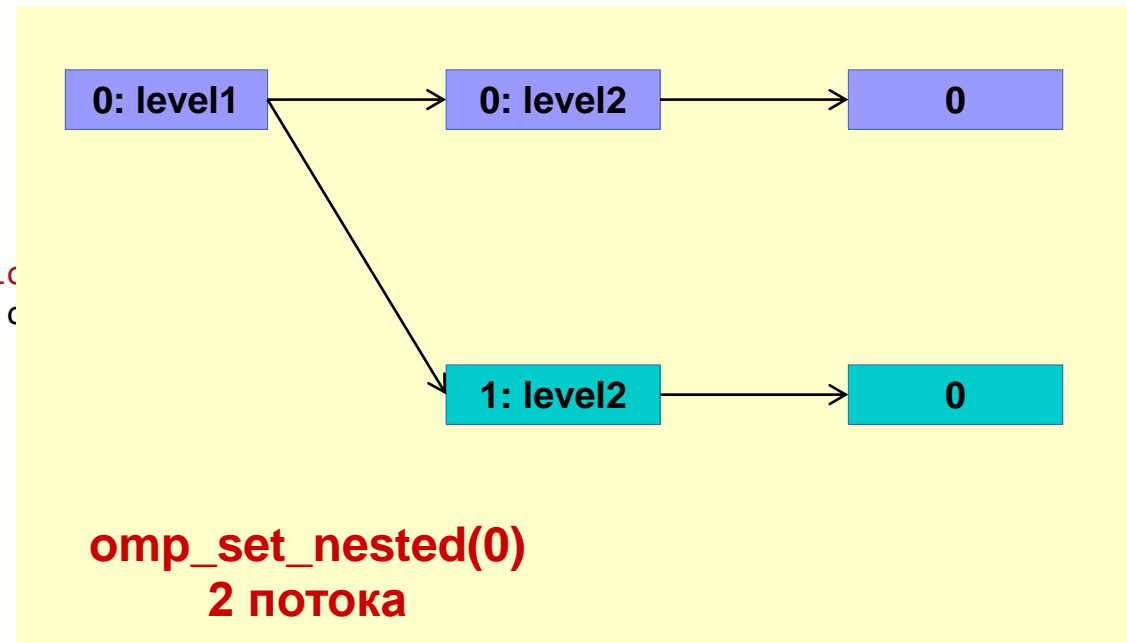 0: level1
0: level2
0
1: level2
0
omp_set_nested(0)
2 потока